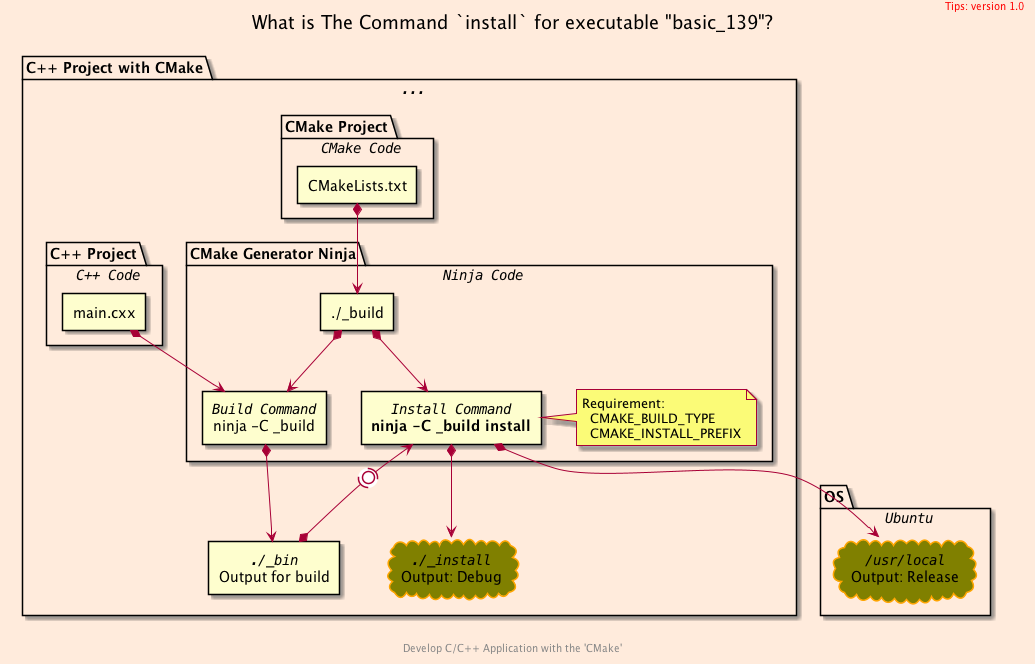 Tips: version 1.0
What is The Command `install` for executable "basic_139"?
C++ Project with CMake
...
CMake Project
CMake Code
CMakeLists.txt
C++ Project
C++ Code
main.cxx
CMake Generator Ninja
Ninja Code
./_build
Build Command
ninja -C _build
Install Command
ninja -C _build install
Requirement:
CMAKE_BUILD_TYPE
CMAKE_INSTALL_PREFIX
./_bin
Output for build
./_install
Output: Debug
OS
Ubuntu
/usr/local
Output: Release
Develop C/C++ Application with the 'CMake'